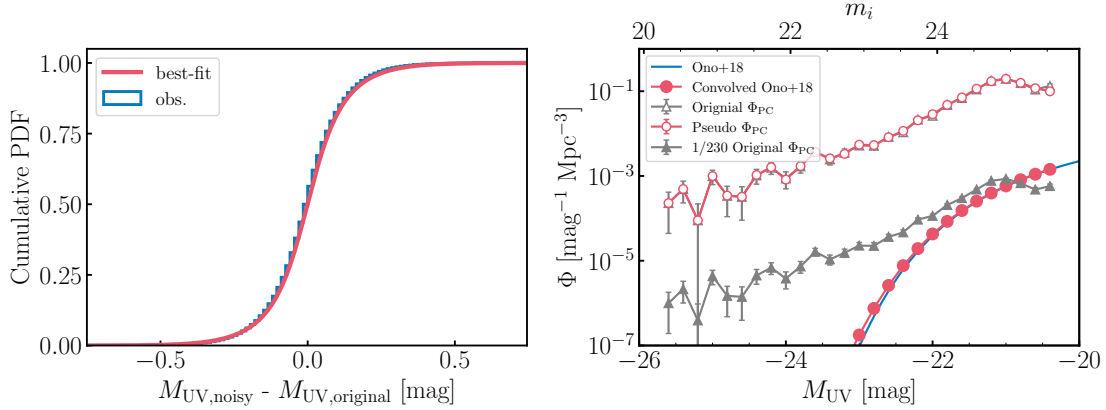 best-fit
obs.
1.00
0.75
0.50
0.25
0.00
Cumulative PDF
−0.5
0.0
0.5
M_UV,noisy - M_UV,original [mag]
m_i
20
22
24
Ono+18
Convolved Ono+18
Orignial Φ_PC
Pseudo Φ_PC
1/230 Original Φ_PC
10^−1
10^−3
10^−5
10^−7
Φ [mag^−1 Mpc^−3]
−26
−24
−22
−20
M_UV [mag]